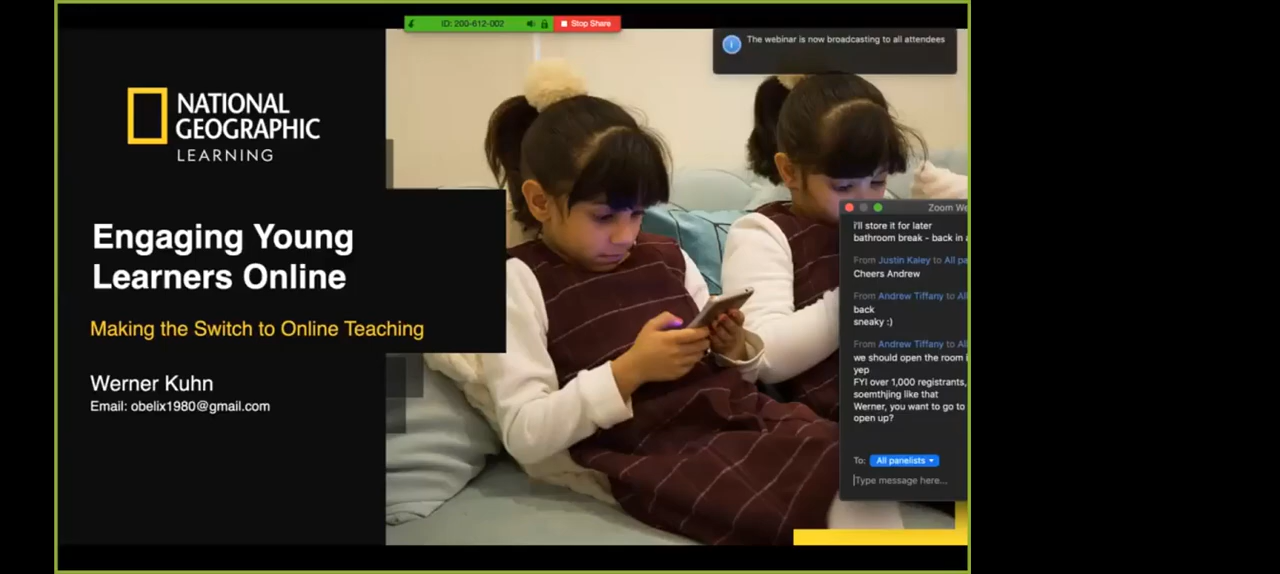 ID: 200-612-002
Stop Share
The webinar is now broadcasting to all attendees
NATIONAL
GEOGRAPHIC
LEARNING
Engaging Young
Learners Online
Making the Switch to Online Teaching
Werner Kuhn
Email: obelix1980@gmail.com
Zoom We
i'll store it for later
bathroom break - back in a
From Justin Kaley to All pa
Cheers Andrew
From Andrew Tiffany to All
back
sneaky :)
From Andrew Tiffany to All
we should open the room i
yep
FYI over 1,000 registrants,
soemthjing like that
Werner, you want to go to
open up?
To: All panelists
Type message here...